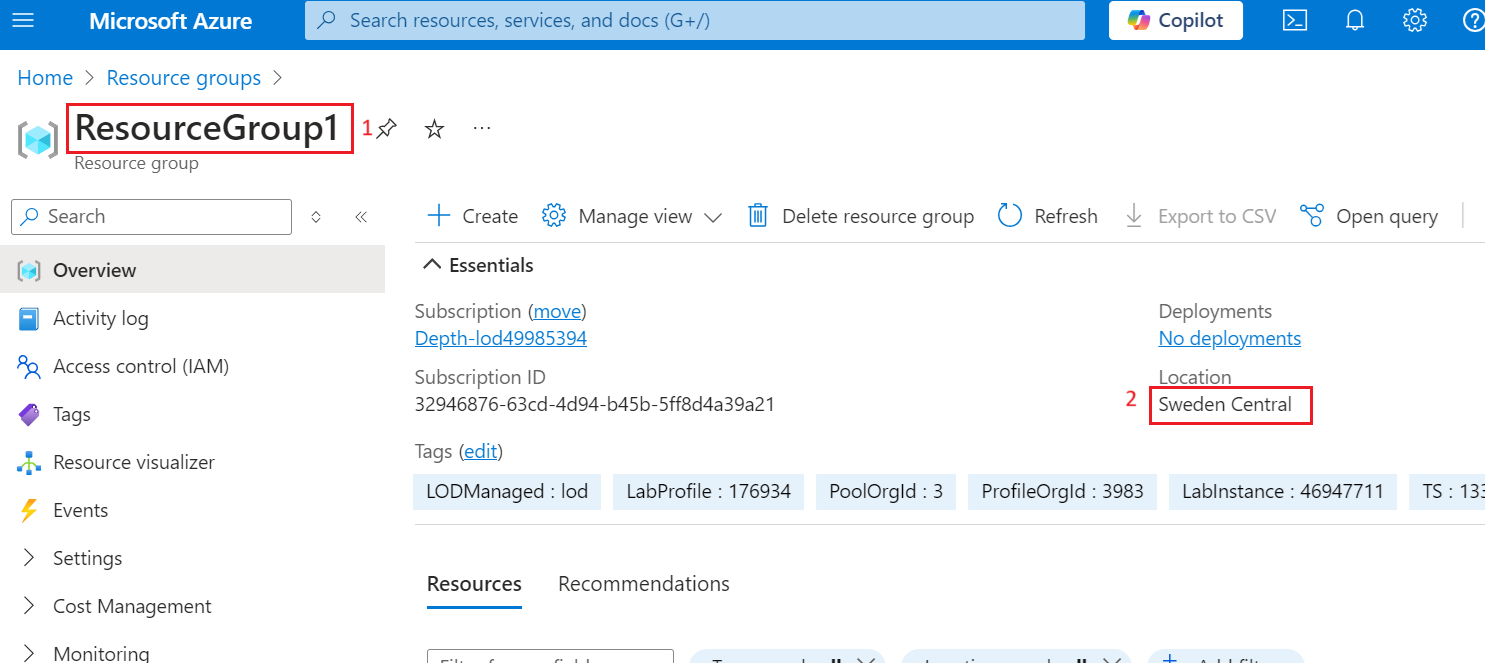 Microsoft Azure
Search resources, services, and docs (G+/)
Copilot
Home > Resource groups >
ResourceGroup1 1
Resource group
Search
Create Manage view Delete resource group Refresh Export to CSV Open query
Overview
Activity log
Access control (IAM)
Tags
Resource visualizer
Events
Settings
Cost Management
Monitoring
Essentials
Subscription (move)
Depth-lod49985394
Subscription ID
32946876-63cd-4d94-b45b-5ff8d4a39a21
Deployments
No deployments
Location
2 Sweden Central
Tags (edit)
LODManaged : lod LabProfile : 176934 PoolOrgId : 3 ProfileOrgId : 3983 LabInstance : 46947711 TS : 133
Resources Recommendations